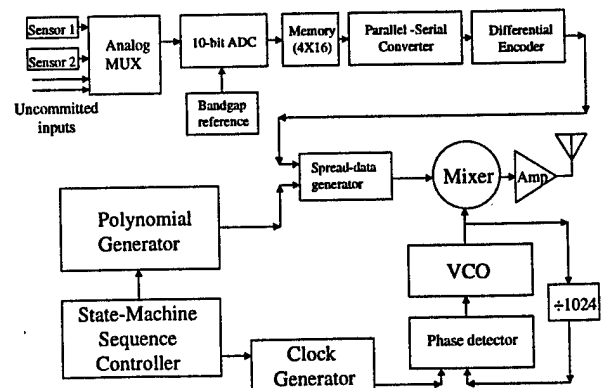 Sensor 1
Sensor 2
Uncommitted
inputs
Analog
MUX
10-bit ADC
Bandgap
reference
Memory
(4X16)
Parallel -Serial
Converter
Differential
Encoder
Spread-data
generator
Mixer
Amp
Polynomial
Generator
VCO
÷1024
State-Machine
Sequence
Controller
Phase detector
Clock
Generator